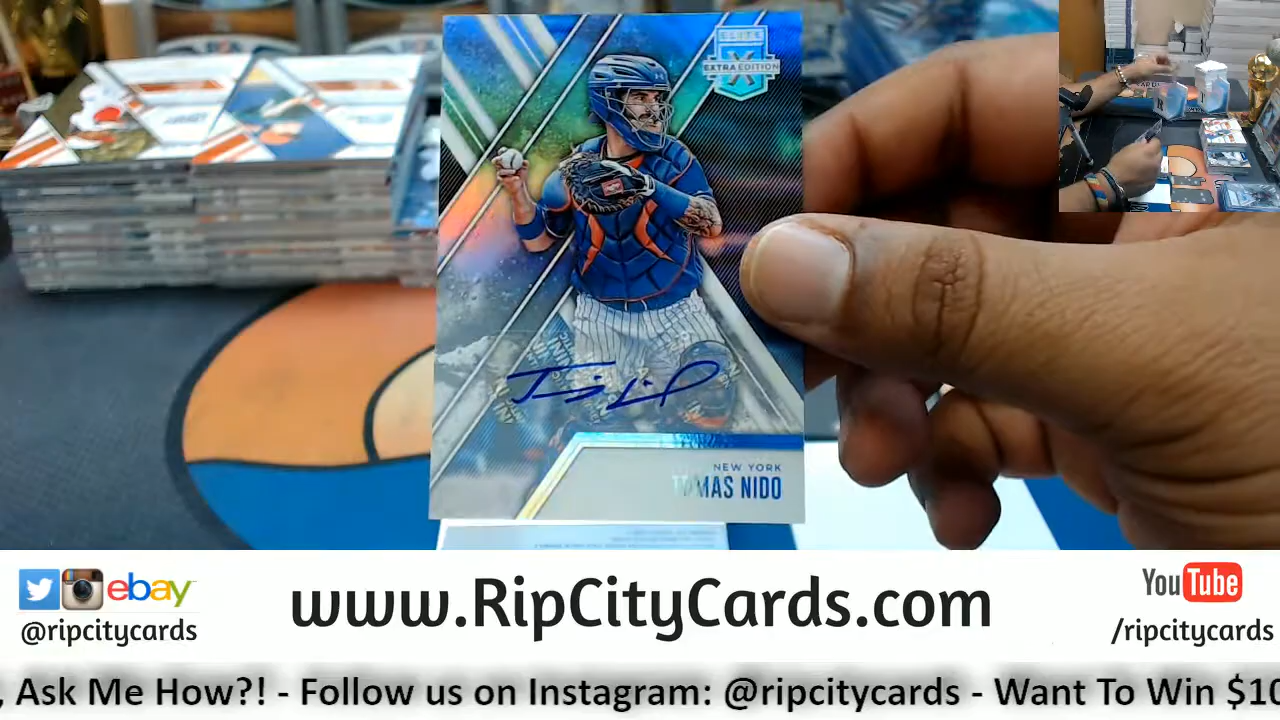 ELITE
X
EXTRA EDITION
NEW YORK
TOMAS NIDO
ebay
@ripcitycards
www.RipCityCards.com
YouTube
/ripcitycards
, Ask Me How?! - Follow us on Instagram: @ripcitycards - Want To Win $10